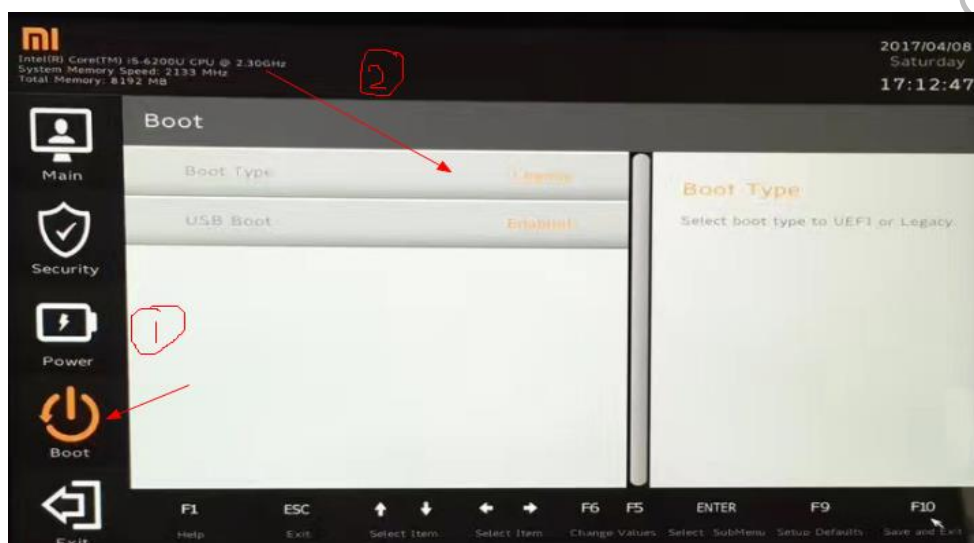 mi
Intel(R) Core(TM) i5-6200U CPU @ 2.30GHz
System Memory Speed: 2133 MHz
Total Memory: 8192 MB
2017/04/08
Saturday
17:12:47
2
Boot
Main
Security
Power
Boot
Exit
1
Boot Type Legacy
USB Boot Enabled
Boot Type
Select boot type to UEFI or Legacy.
F1 ESC F6 F5 ENTER F9 F10
Help Exit Select Item Select Item Change Values Select SobMenu Setup Defaults Save and Exit